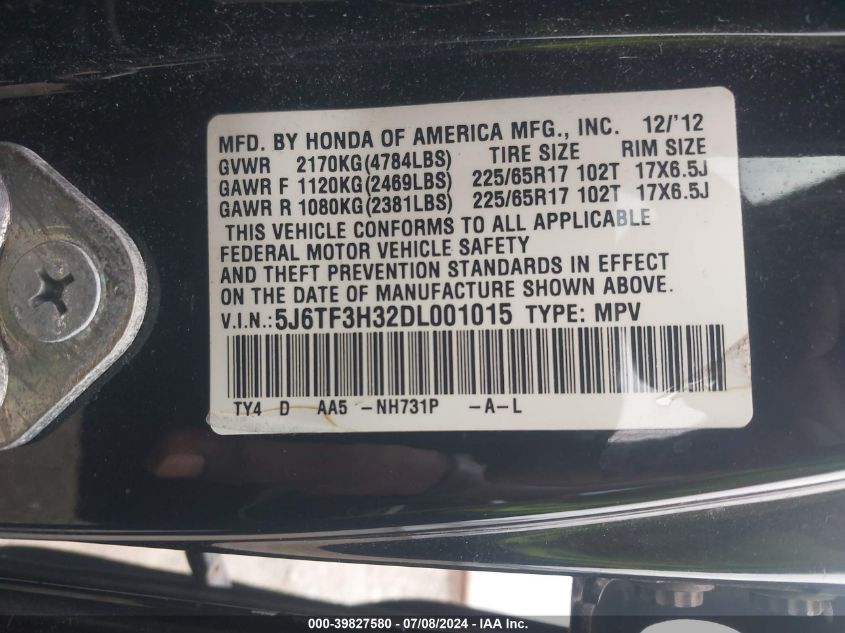 MFD. BY HONDA OF AMERICA MFG., INC. 12/'12
GVWR 2170KG(4784LBS) TIRE SIZE RIM SIZE
GAWR F 1120KG(2469LBS) 225/65R17 102T 17X6.5J
GAWR R 1080KG(2381LBS) 225/65R17 102T 17X6.5J
THIS VEHICLE CONFORMS TO ALL APPLICABLE
FEDERAL MOTOR VEHICLE SAFETY
AND THEFT PREVENTION STANDARDS IN EFFECT
ON THE DATE OF MANUFACTURE SHOWN ABOVE.
V.I.N.:5J6TF3H32DL001015 TYPE: MPV
TY4 D AA5 -NH731P -A-L
000-39827580 - 07/08/2024 - IAA Inc.